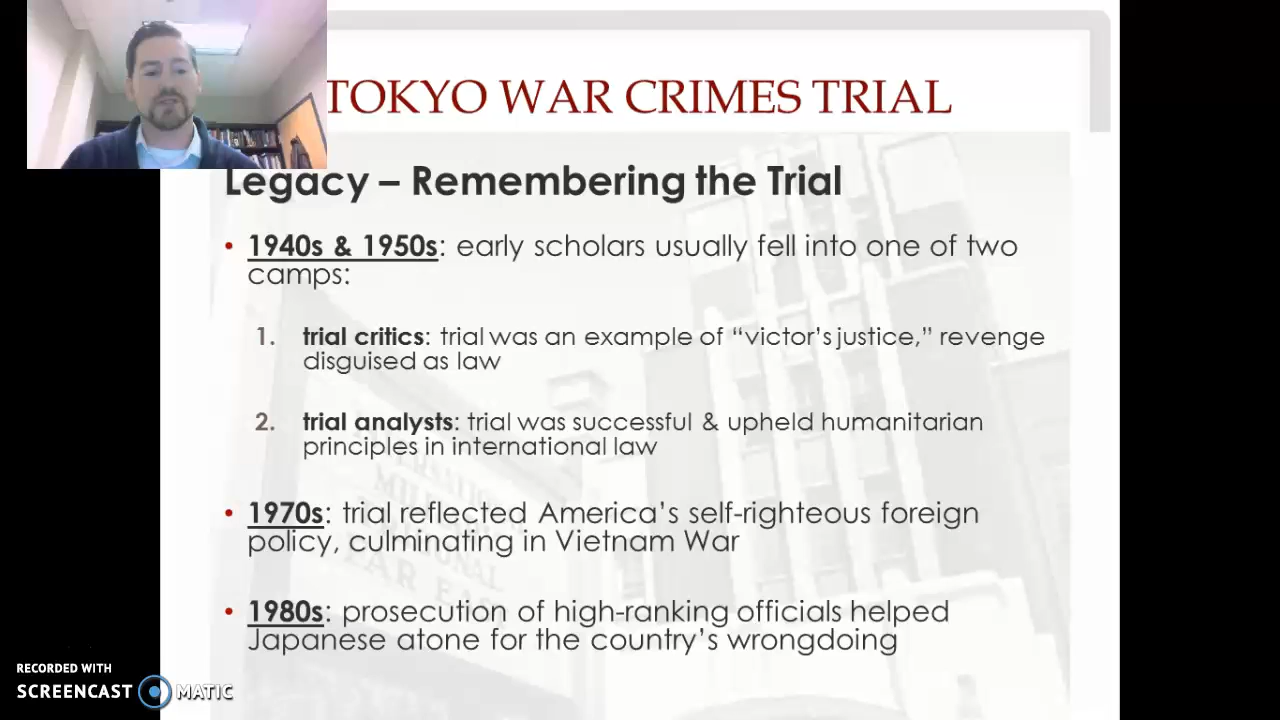 TOKYO WAR CRIMES TRIAL
Legacy – Remembering the Trial
• 1940s & 1950s: early scholars usually fell into one of two
camps:
1. trial critics: trial was an example of “victor’s justice,” revenge
disguised as law
2. trial analysts: trial was successful & upheld humanitarian
principles in international law
• 1970s: trial reflected America’s self-righteous foreign
policy, culminating in Vietnam War
• 1980s: prosecution of high-ranking officials helped
Japanese atone for the country’s wrongdoing
FAR EAST
RECORDED WITH
SCREENCAST MATIC